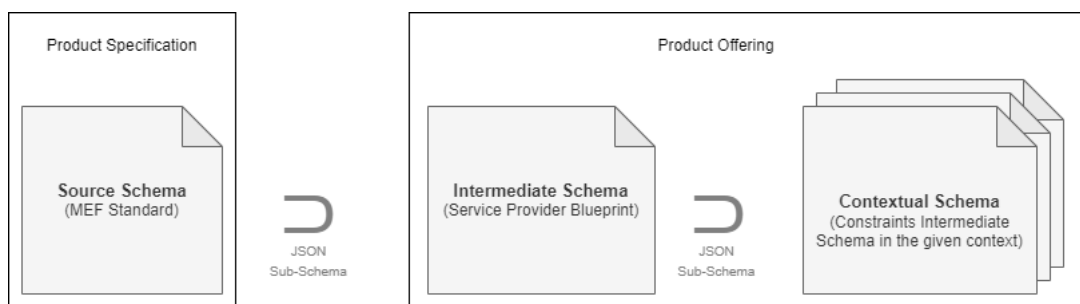 Product Specification
Source Schema
(MEF Standard)
JSON
Sub-Schema
Product Offering
Intermediate Schema
(Service Provider Blueprint)
JSON
Sub-Schema
Contextual Schema
(Constraints Intermediate
Schema in the given context)